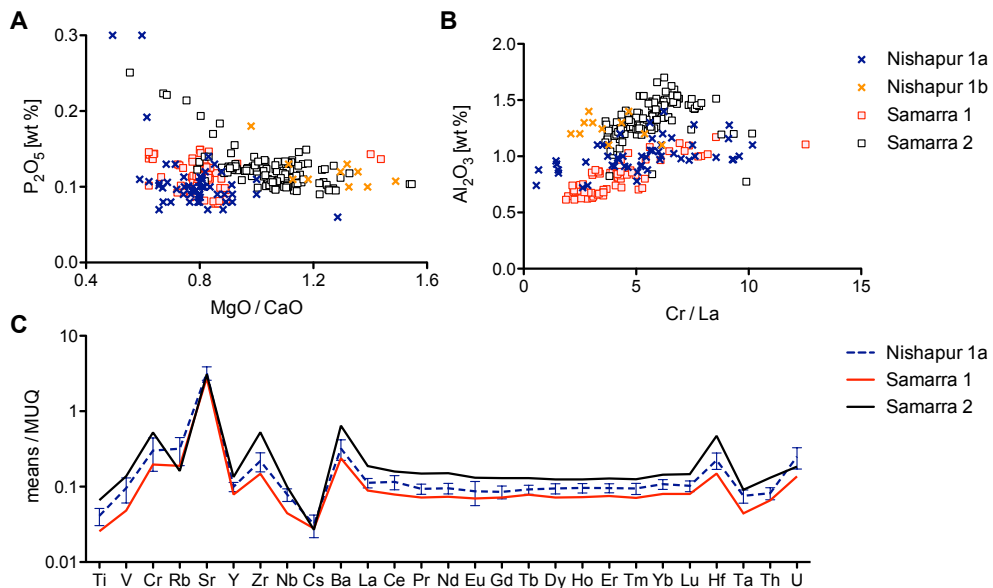 A
P2O5 [wt %]
0.3
0.2
0.1
0.0
0.4
0.8
1.2
1.6
MgO / CaO
B
Al2O3 [wt %]
2.0
1.5
1.0
0.5
0.0
0
5
10
15
Cr / La
Nishapur 1a
Nishapur 1b
Samarra 1
Samarra 2
C
means / MUQ
10
1
0.1
0.01
Ti V Cr Rb Sr Y Zr Nb Cs Ba La Ce Pr Nd Eu Gd Tb Dy Ho Er Tm Yb Lu Hf Ta Th U
Nishapur 1a
Samarra 1
Samarra 2